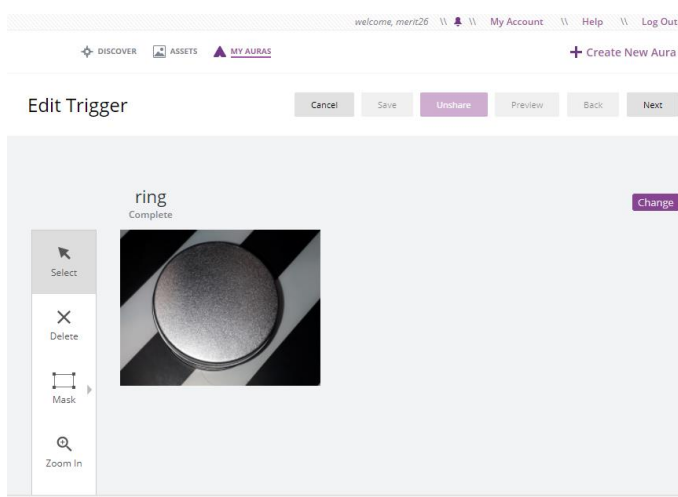 welcome, merit26 \\ \\ My Account \\ Help \\ Log Out
DISCOVER ASSETS MY AURAS + Create New Aura
Edit Trigger Cancel Save Unshare Preview Back Next
ring Change
Complete
Select
Delete
Mask
Zoom In